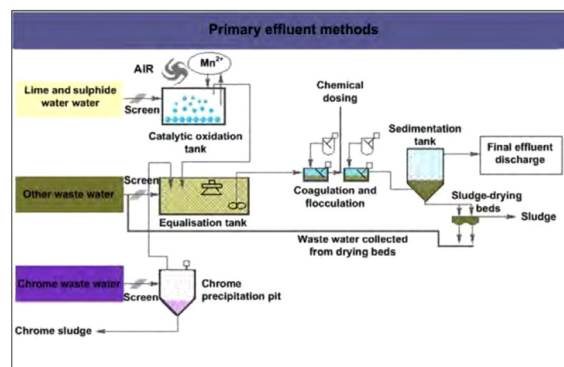 Primary effluent methods
AIR
Mn2+
Lime and sulphide
water water
Screen
Catalytic oxidation
tank
Chemical
dosing
Sedimentation
tank
Final effluent
discharge
Screen
Other waste water
Equalisation tank
Coagulation and
flocculation
Sludge-drying
beds
Sludge
Waste water collected
from drying beds
Chrome waste water
Screen
Chrome
precipitation pit
Chrome sludge